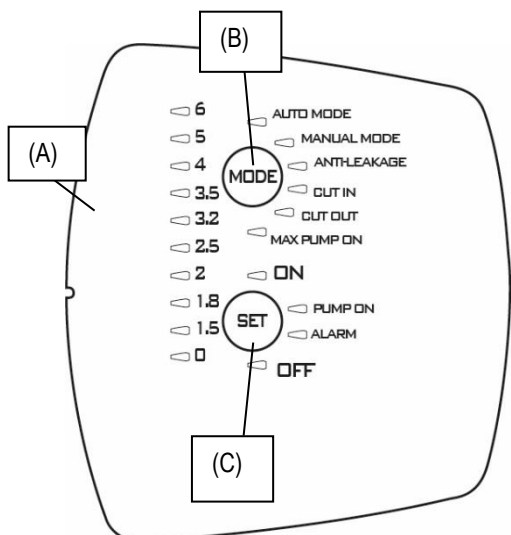 (B)
6
AUTO MODE
5
MANUAL MODE
(A)
4
ANTI-LEAKAGE
MODE
3.5
CUT IN
3.2
CUT OUT
MAX PUMP ON
2.5
2
ON
1.8
PUMP ON
SET
1.5
ALARM
0
OFF
(C)